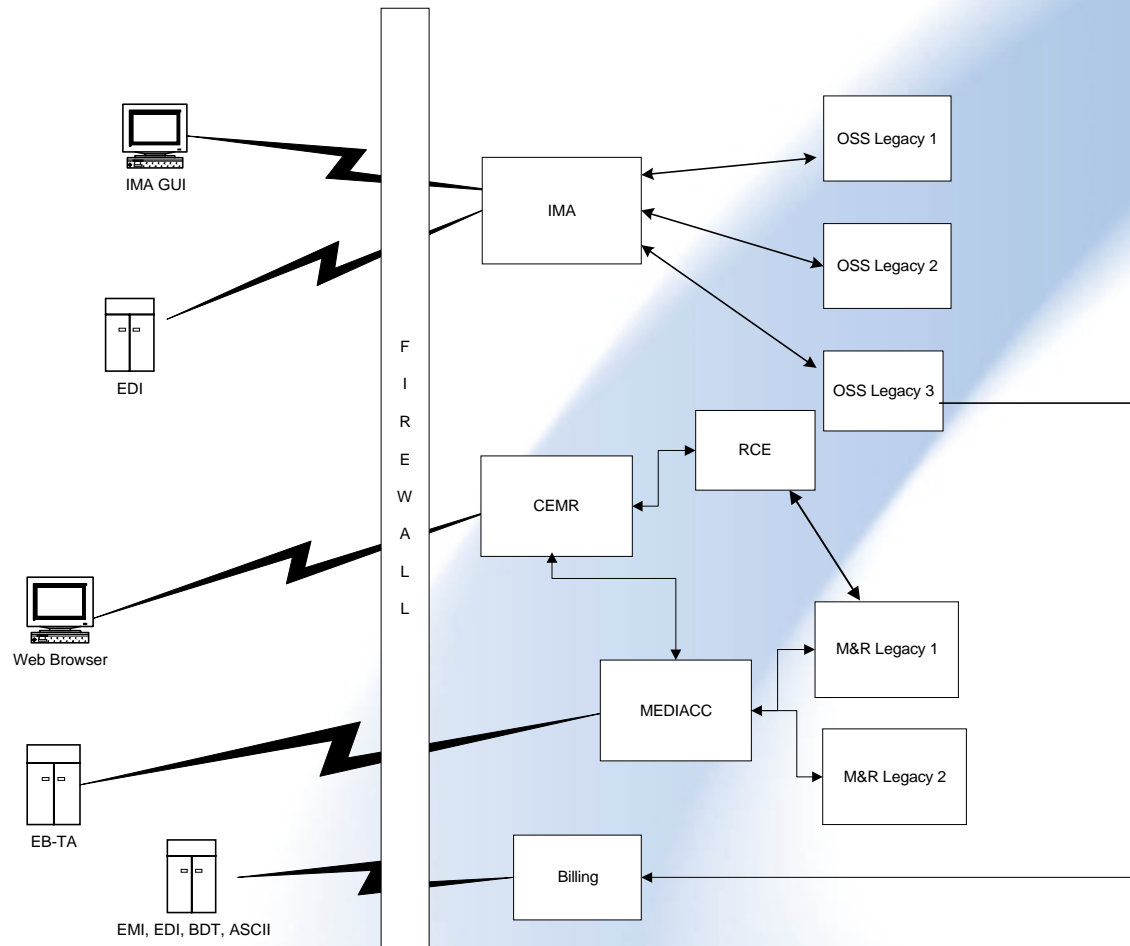 IMA GUI
EDI
Web Browser
EB-TA
EMI, EDI, BDT, ASCII
F
I
R
E
W
A
L
L
IMA
CEMR
RCE
MEDIACC
Billing
OSS Legacy 1
OSS Legacy 2
OSS Legacy 3
M&R Legacy 1
M&R Legacy 2